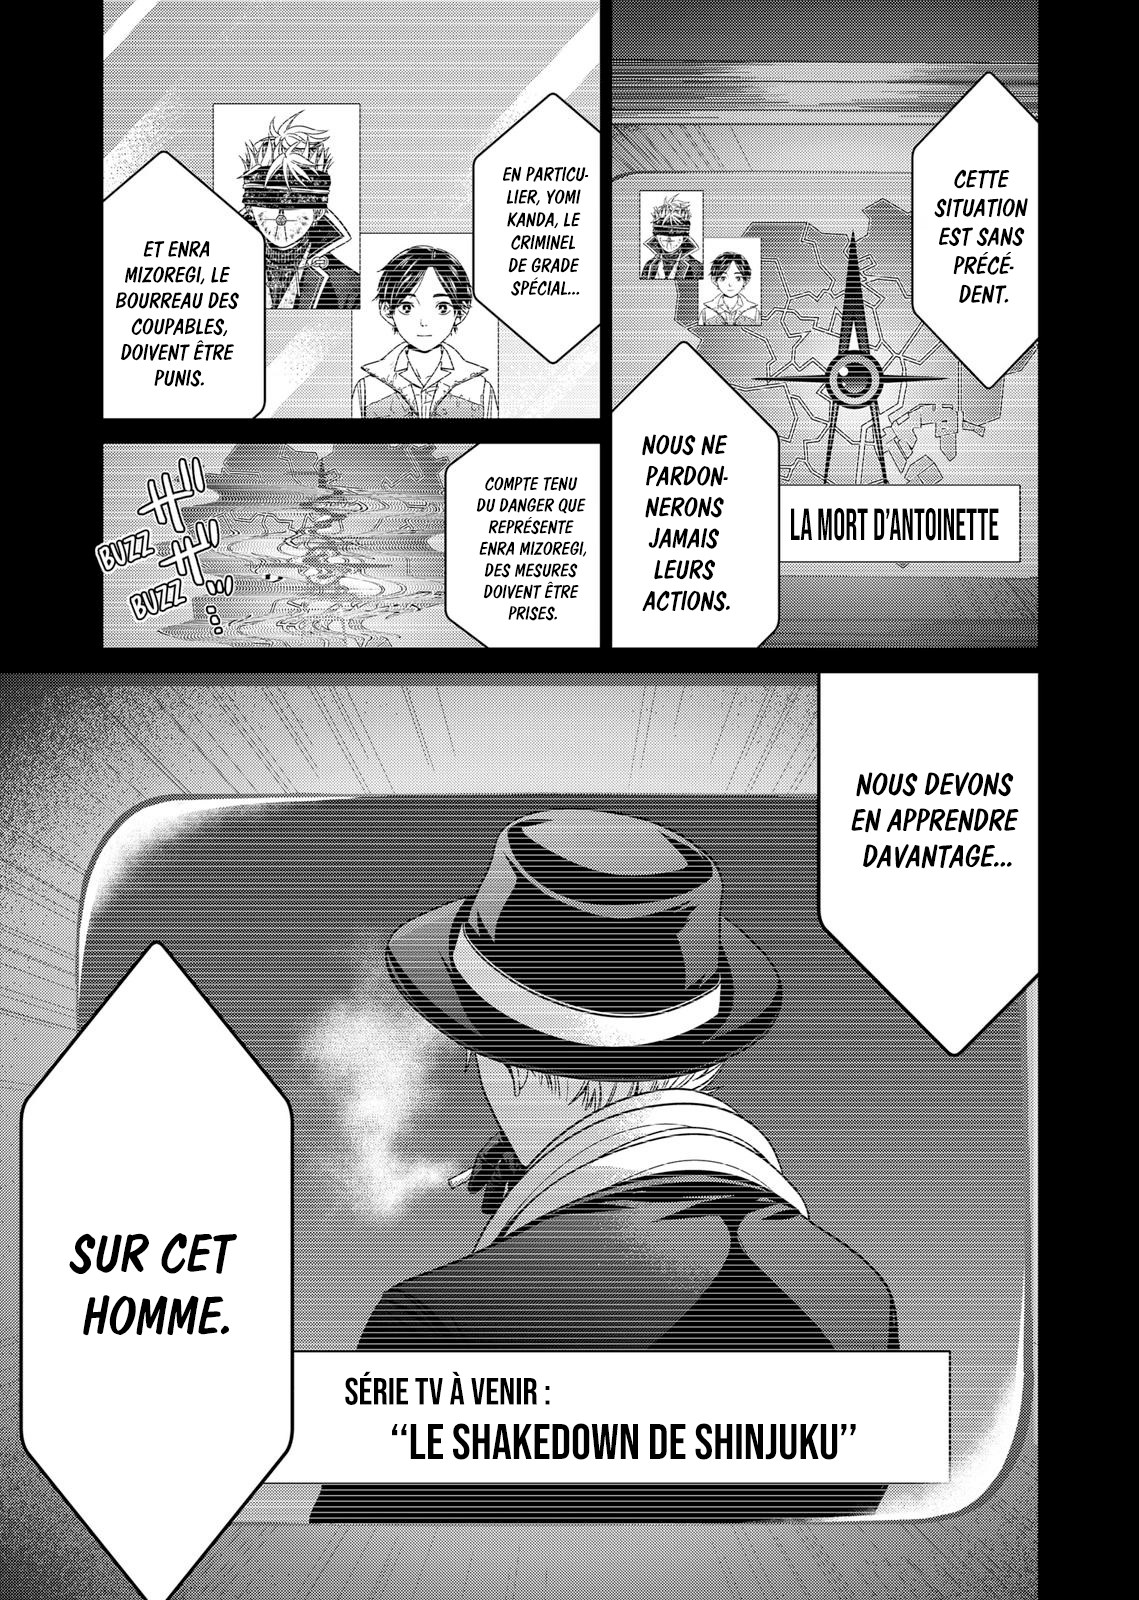 CETTE
SITUATION
EST SANS
PRÉCÉ-
DENT.
NOUS NE
PARDON-
NERONS
JAMAIS
LEURS
ACTIONS.
LA MORT D'ANTOINETTE
EN PARTICU-
LIER, YOMI
KANDA, LE
CRIMINEL
DE GRADE
SPÉCIAL...
ET ENRA
MIZOREGI, LE
BOURREAU DES
COUPABLES,
DOIVENT ÊTRE
PUNIS.
COMPTE TENU
DU DANGER QUE
REPRÉSENTE
ENRA MIZOREGI,
DES MESURES
DOIVENT ÊTRE
PRISES.
サ"!!
BUZZ
サ"!!...
BUZZ
NOUS DEVONS
EN APPRENDRE
DAVANTAGE...
SUR CET
HOMME.
SÉRIE TV À VENIR :
“LE SHAKEDOWN DE SHINJUKU”